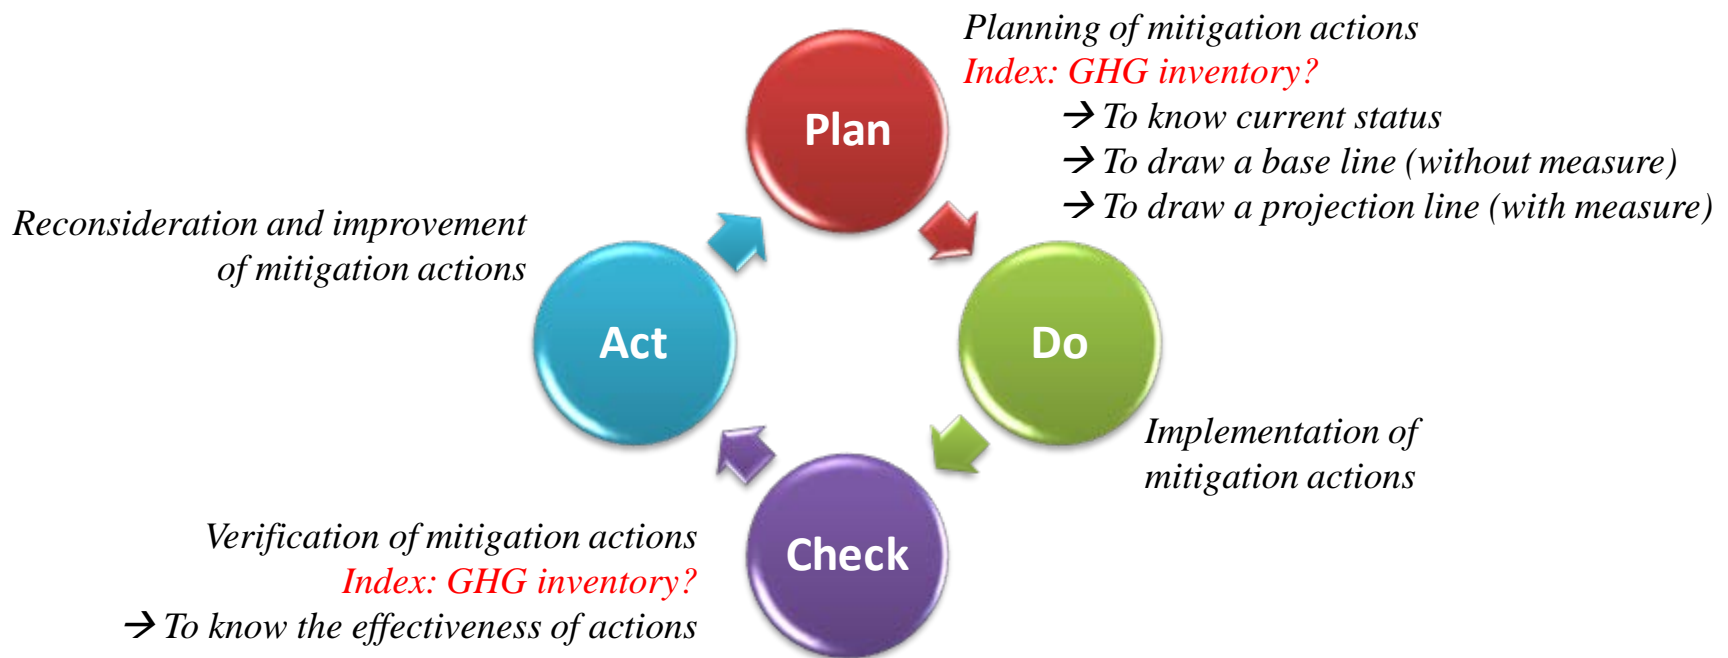 Planning of mitigation actions
Index: GHG inventory?
→ To know current status
→ To draw a base line (without measure)
→ To draw a projection line (with measure)
Plan
Reconsideration and improvement
of mitigation actions
Act
Do
Implementation of
mitigation actions
Verification of mitigation actions
Index: GHG inventory?
→ To know the effectiveness of actions
Check